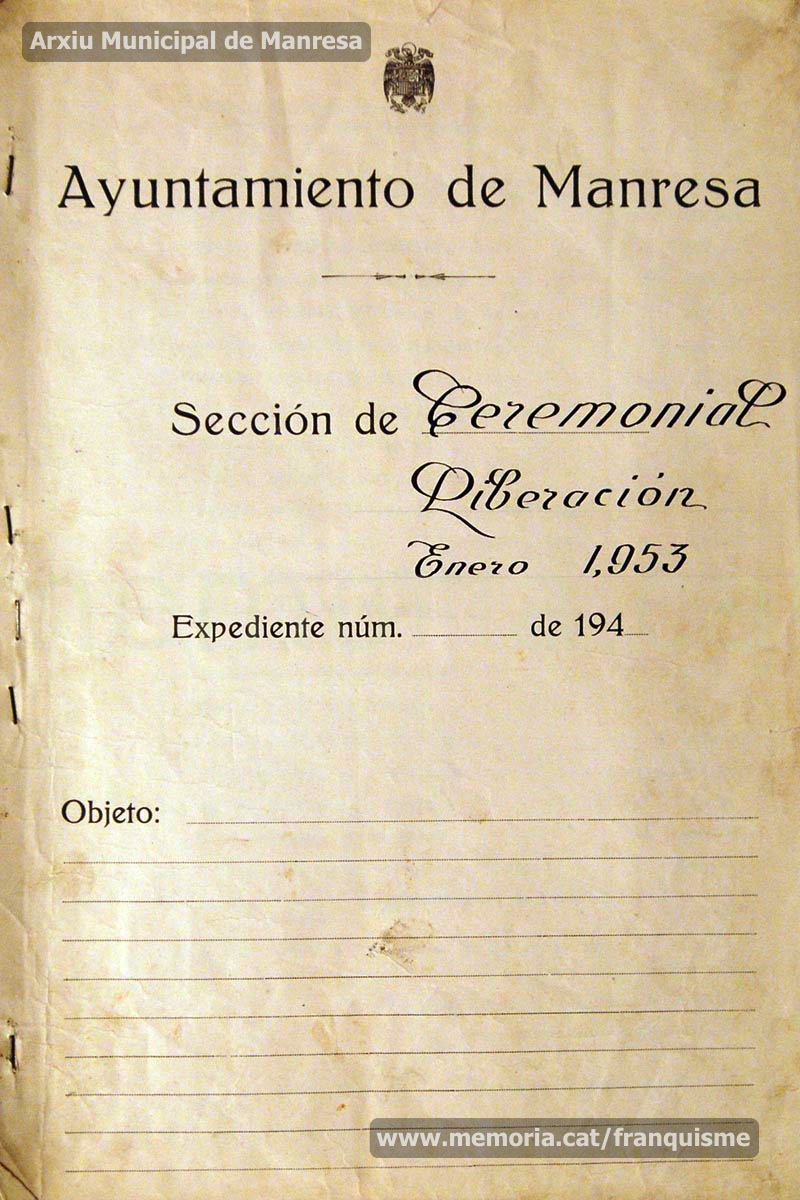 Arxiu Municipal de Manresa
Ayuntamiento de Manresa
Sección de Ceremonial
Liberación
Enero 1,953
Expediente núm. de 194
Objeto:
www.memoria.cat/franquisme